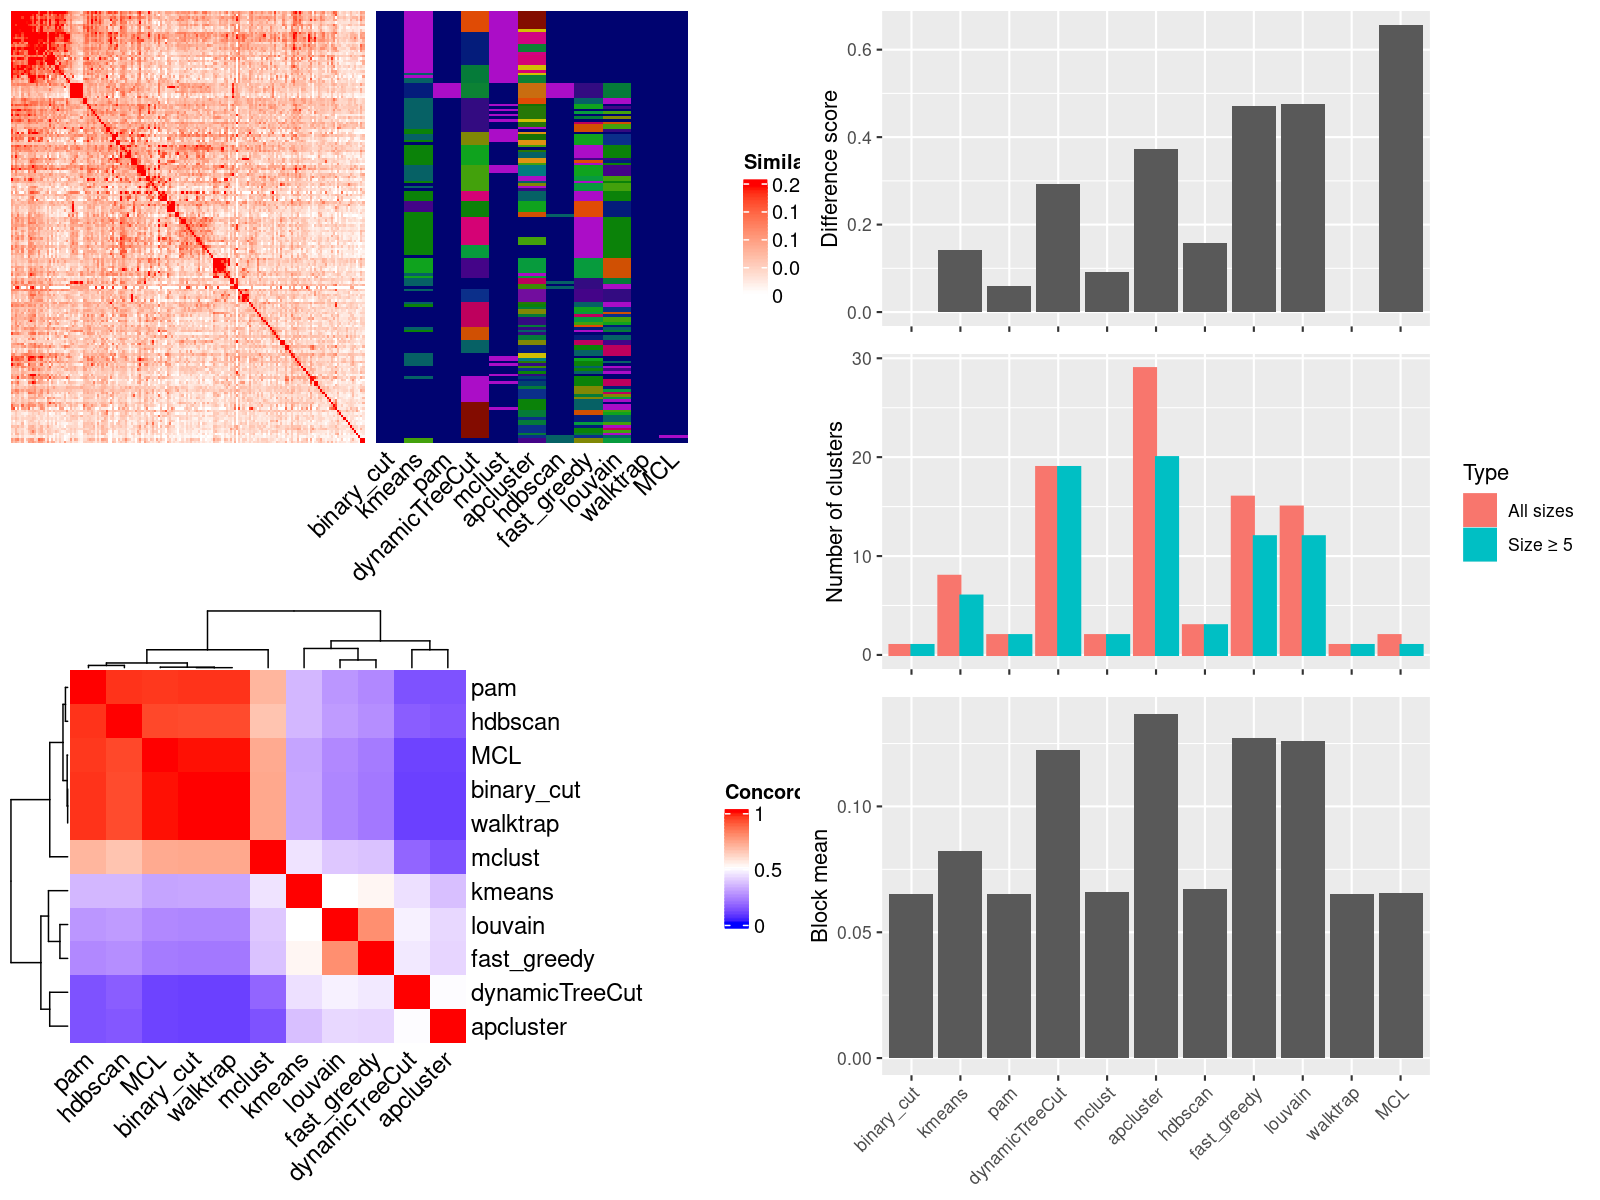 Simila
0.2
0.1
0.1
0.0
0
binary_cut
kmeans
pam
dynamicTreeCut
mclust
apcluster
hdbscan
fast_greedy
louvain
walktrap
MCL
pam
hdbscan
MCL
binary_cut
walktrap
mclust
kmeans
louvain
fast_greedy
dynamicTreeCut
apcluster
Concord
1
0.5
0
pam
hdbscan
MCL
binary_cut
walktrap
mclust
kmeans
louvain
fast_greedy
dynamicTreeCut
apcluster
Difference score
0.6
0.4
0.2
0.0
Number of clusters
30
20
10
0
Type
All sizes
Size ≥ 5
Block mean
0.10
0.05
0.00
binary_cut
kmeans
pam
dynamicTreeCut
mclust
apcluster
hdbscan
fast_greedy
louvain
walktrap
MCL